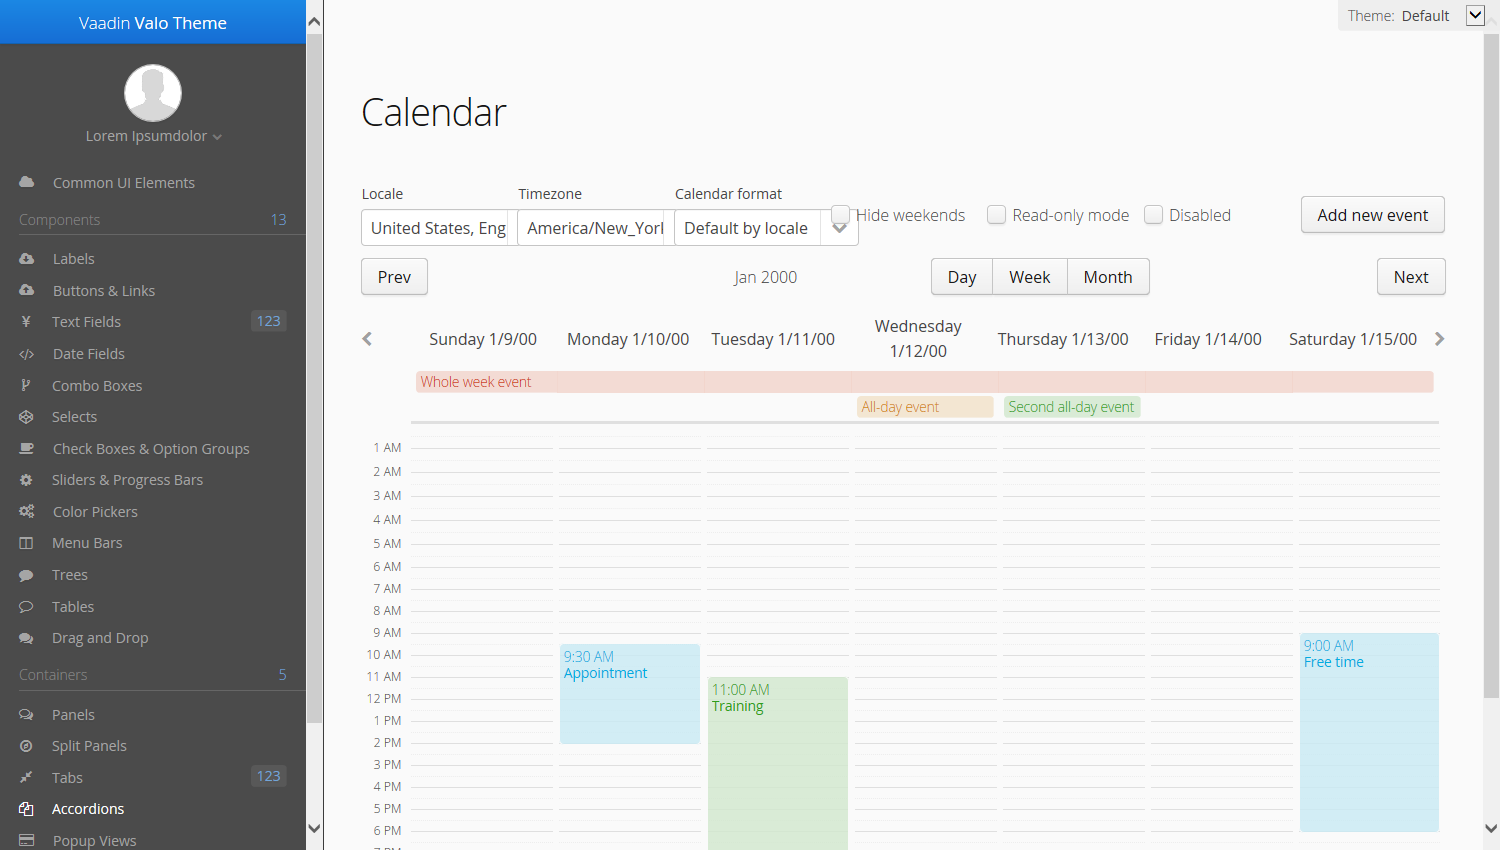 Vaadin Valo Theme
Lorem Ipsumdolor
Common UI Elements
Components 13
Labels
Buttons & Links
Text Fields 123
Date Fields
Combo Boxes
Selects
Check Boxes & Option Groups
Sliders & Progress Bars
Color Pickers
Menu Bars
Trees
Tables
Drag and Drop
Containers 5
Panels
Split Panels
Tabs 123
Accordions
Popup Views
Theme: Default
Calendar
Locale Timezone Calendar format
United States, Eng America/New_Yorl Default by locale Hide weekends Read-only mode Disabled Add new event
Prev Jan 2000 Day Week Month Next
Sunday 1/9/00 Monday 1/10/00 Tuesday 1/11/00 Wednesday 1/12/00 Thursday 1/13/00 Friday 1/14/00 Saturday 1/15/00
Whole week event
All-day event Second all-day event
1 AM
2 AM
3 AM
4 AM
5 AM
6 AM
7 AM
8 AM
9 AM
10 AM
11 AM
12 PM
1 PM
2 PM
3 PM
4 PM
5 PM
6 PM
9:30 AM
Appointment
11:00 AM
Training
9:00 AM
Free time